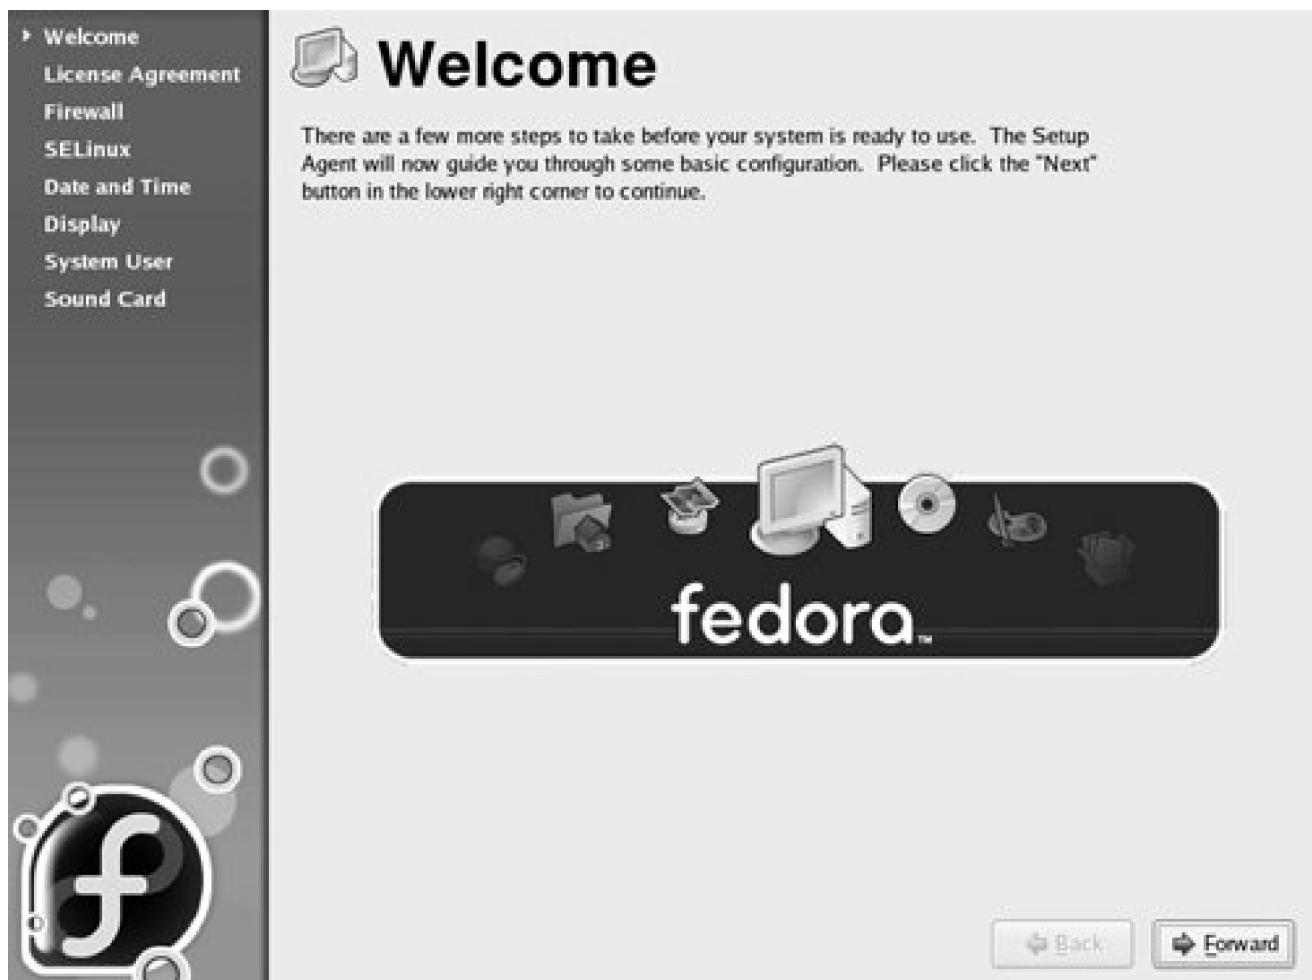 Welcome
License Agreement
Firewall
SELinux
Date and Time
Display
System User
Sound Card
Welcome
There are a few more steps to take before your system is ready to use. The Setup
Agent will now guide you through some basic configuration. Please click the "Next"
button in the lower right corner to continue.
fedora™
Back
Forward